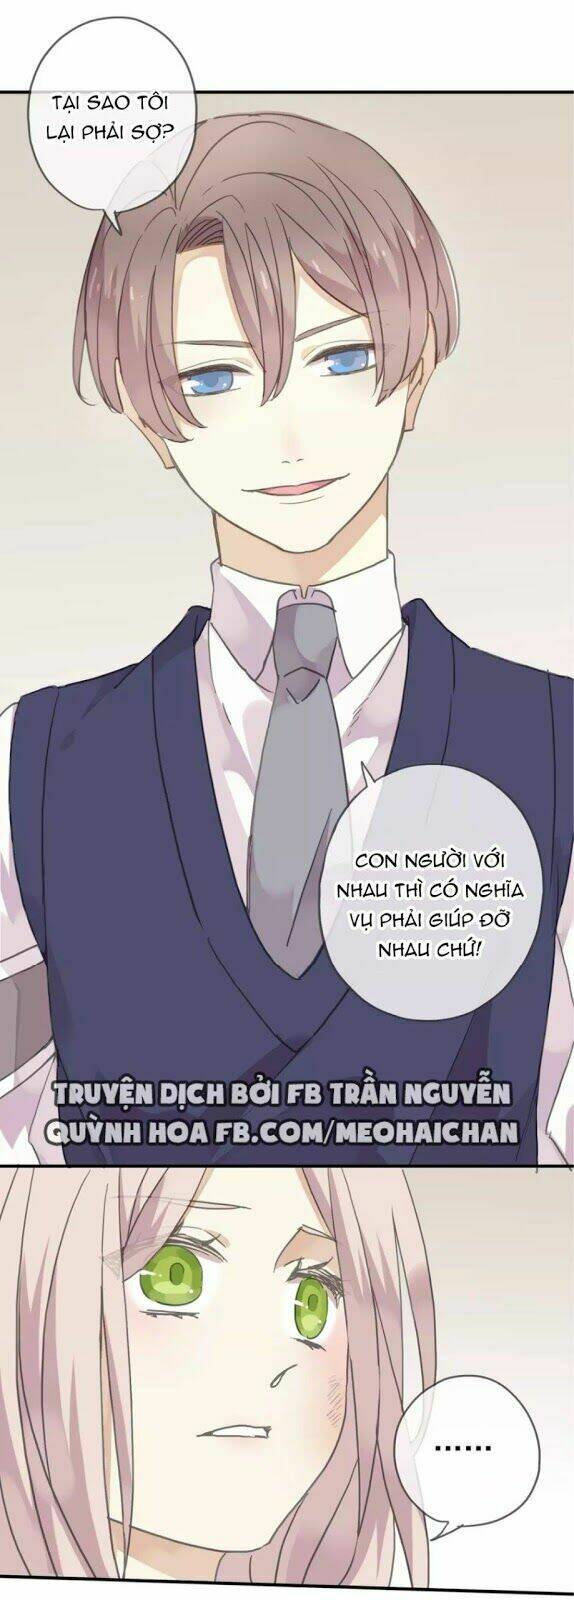 TẠI SAO TÔI
LẠI PHẢI SỢ?
CON NGƯỜI VỚI
NHAU THÌ CÓ NGHĨA
VỤ PHẢI GIÚP ĐỠ
NHAU CHỨ!
TRUYỆN DỊCH BỞI FB TRẦN NGUYỄN
QUỲNH HOA FB.COM/MEOHAICHAN
......